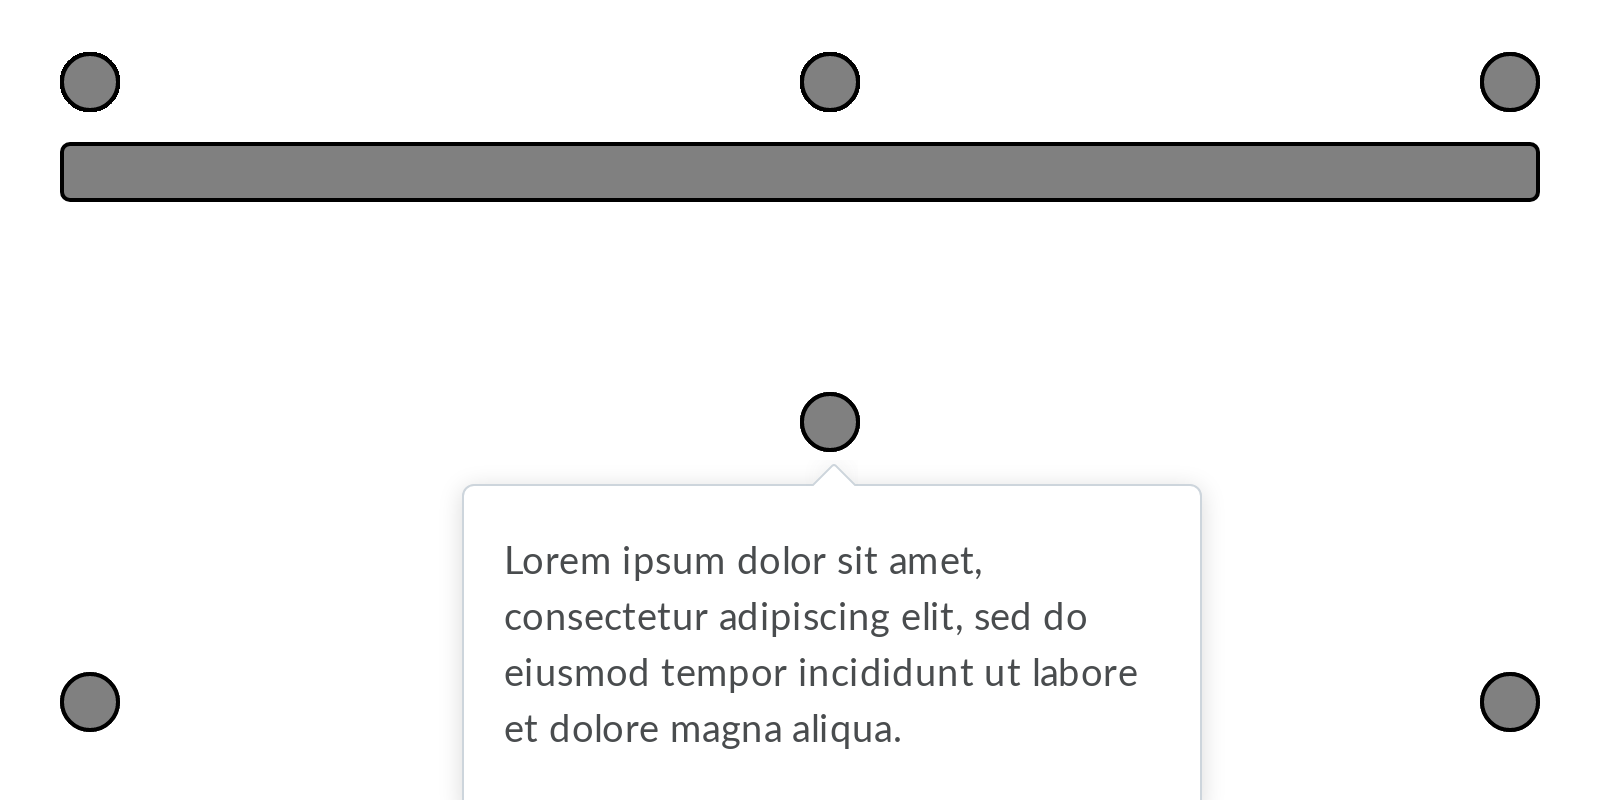 Lorem ipsum dolor sit amet,
consectetur adipiscing elit, sed do
eiusmod tempor incididunt ut labore
et dolore magna aliqua.